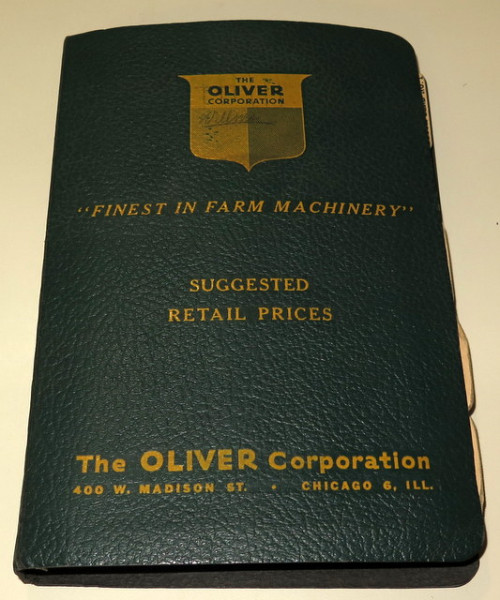 THE
OLIVER
CORPORATION
"FINEST IN FARM MACHINERY"
SUGGESTED
RETAIL PRICES
The OLIVER Corporation
400 W. MADISON ST. • CHICAGO 6, ILL.